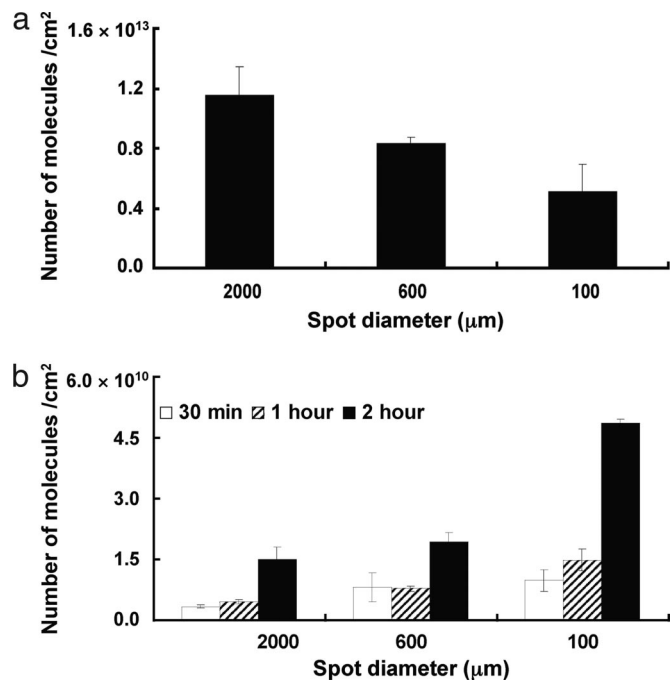 a
Number of molecules /cm²
1.6 × 10¹³
1.2
0.8
0.4
0.0
2000 600 100
Spot diameter (μm)
b
Number of molecules /cm²
6.0 × 10¹⁰
30 min 1 hour 2 hour
4.5
3.0
1.5
0.0
2000 600 100
Spot diameter (μm)